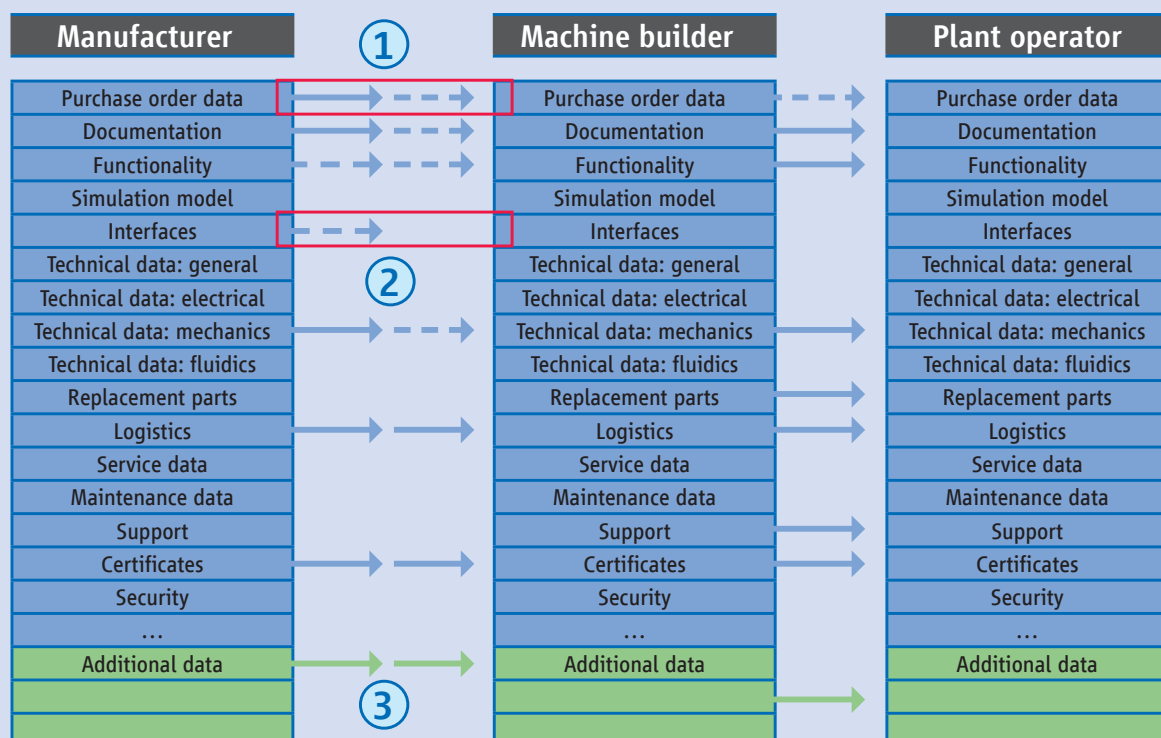 Manufacturer
1
Machine builder
Plant operator
Purchase order data
Purchase order data
Purchase order data
Documentation
Documentation
Documentation
Functionality
Functionality
Functionality
Simulation model
Simulation model
Simulation model
Interfaces
Interfaces
Interfaces
Technical data: general
2
Technical data: general
Technical data: general
Technical data: electrical
Technical data: electrical
Technical data: electrical
Technical data: mechanics
Technical data: mechanics
Technical data: mechanics
Technical data: fluidics
Technical data: fluidics
Technical data: fluidics
Replacement parts
Replacement parts
Replacement parts
Logistics
Logistics
Logistics
Service data
Service data
Service data
Maintenance data
Maintenance data
Maintenance data
Support
Support
Support
Certificates
Certificates
Certificates
Security
Security
Security
...
...
...
Additional data
Additional data
Additional data
3